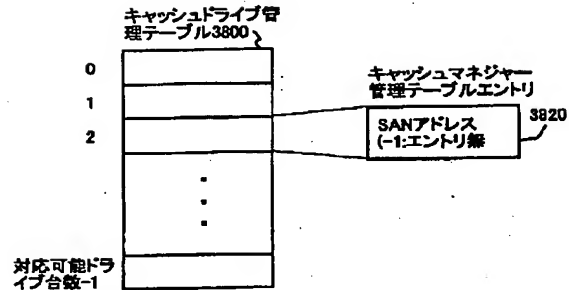 キャッシュドライブ管
理テーブル3800
0
1
2
キャッシュマネジャー
管理テーブルエントリ
SANアドレス
(-1:エントリ無
3820
対応可能ドラ
イブ台数-1